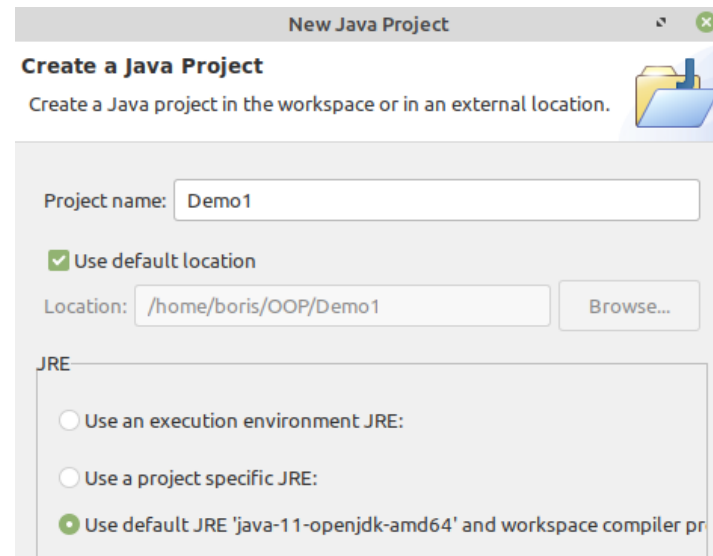 New Java Project
Create a Java Project
Create a Java project in the workspace or in an external location.
Project name: Demo1
Use default location
Location: /home/boris/OOP/Demo1 Browse...
JRE
Use an execution environment JRE:
Use a project specific JRE:
Use default JRE 'java-11-openjdk-amd64' and workspace compiler